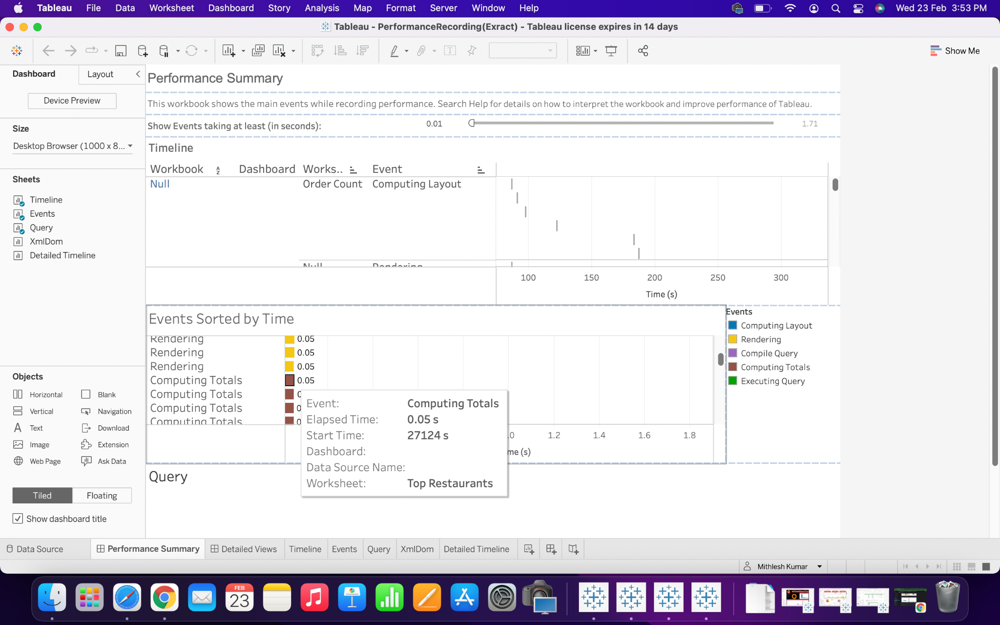 Tableau File Data Worksheet Dashboard Story Analysis Map Format Server Window Help Wed 23 Feb 3:53 PM
Tableau - PerformanceRecording(Exract) - Tableau license expires in 14 days
Show Me
Dashboard Layout
Device Preview
Size
Desktop Browser (1000 x 8...
Sheets
Timeline
Events
Query
XmlDom
Detailed Timeline
Objects
Horizontal Blank
Vertical Navigation
Text Download
Image Extension
Web Page Ask Data
Tiled Floating
Show dashboard title
Performance Summary
This workbook shows the main events while recording performance. Search Help for details on how to interpret the workbook and improve performance of Tableau.
Show Events taking at least (in seconds): 0.01 1.71
Timeline
Workbook Dashboard Works.. Event
Null Order Count Computing Layout
Null Rendering
100 150 200 250 300
Time (s)
Events Sorted by Time
Rendering 0.05
Rendering 0.05
Rendering 0.05
Computing Totals 0.05
Computing Totals
Computing Totals
Computing Totals
.0 1.2 1.4 1.6 1.8
me (s)
Event: Computing Totals
Elapsed Time: 0.05 s
Start Time: 27124 s
Dashboard:
Data Source Name:
Worksheet: Top Restaurants
Events
Computing Layout
Rendering
Compile Query
Computing Totals
Executing Query
Query
Data Source Performance Summary Detailed Views Timeline Events Query XmlDom Detailed Timeline
Mithlesh Kumar
FEB
23